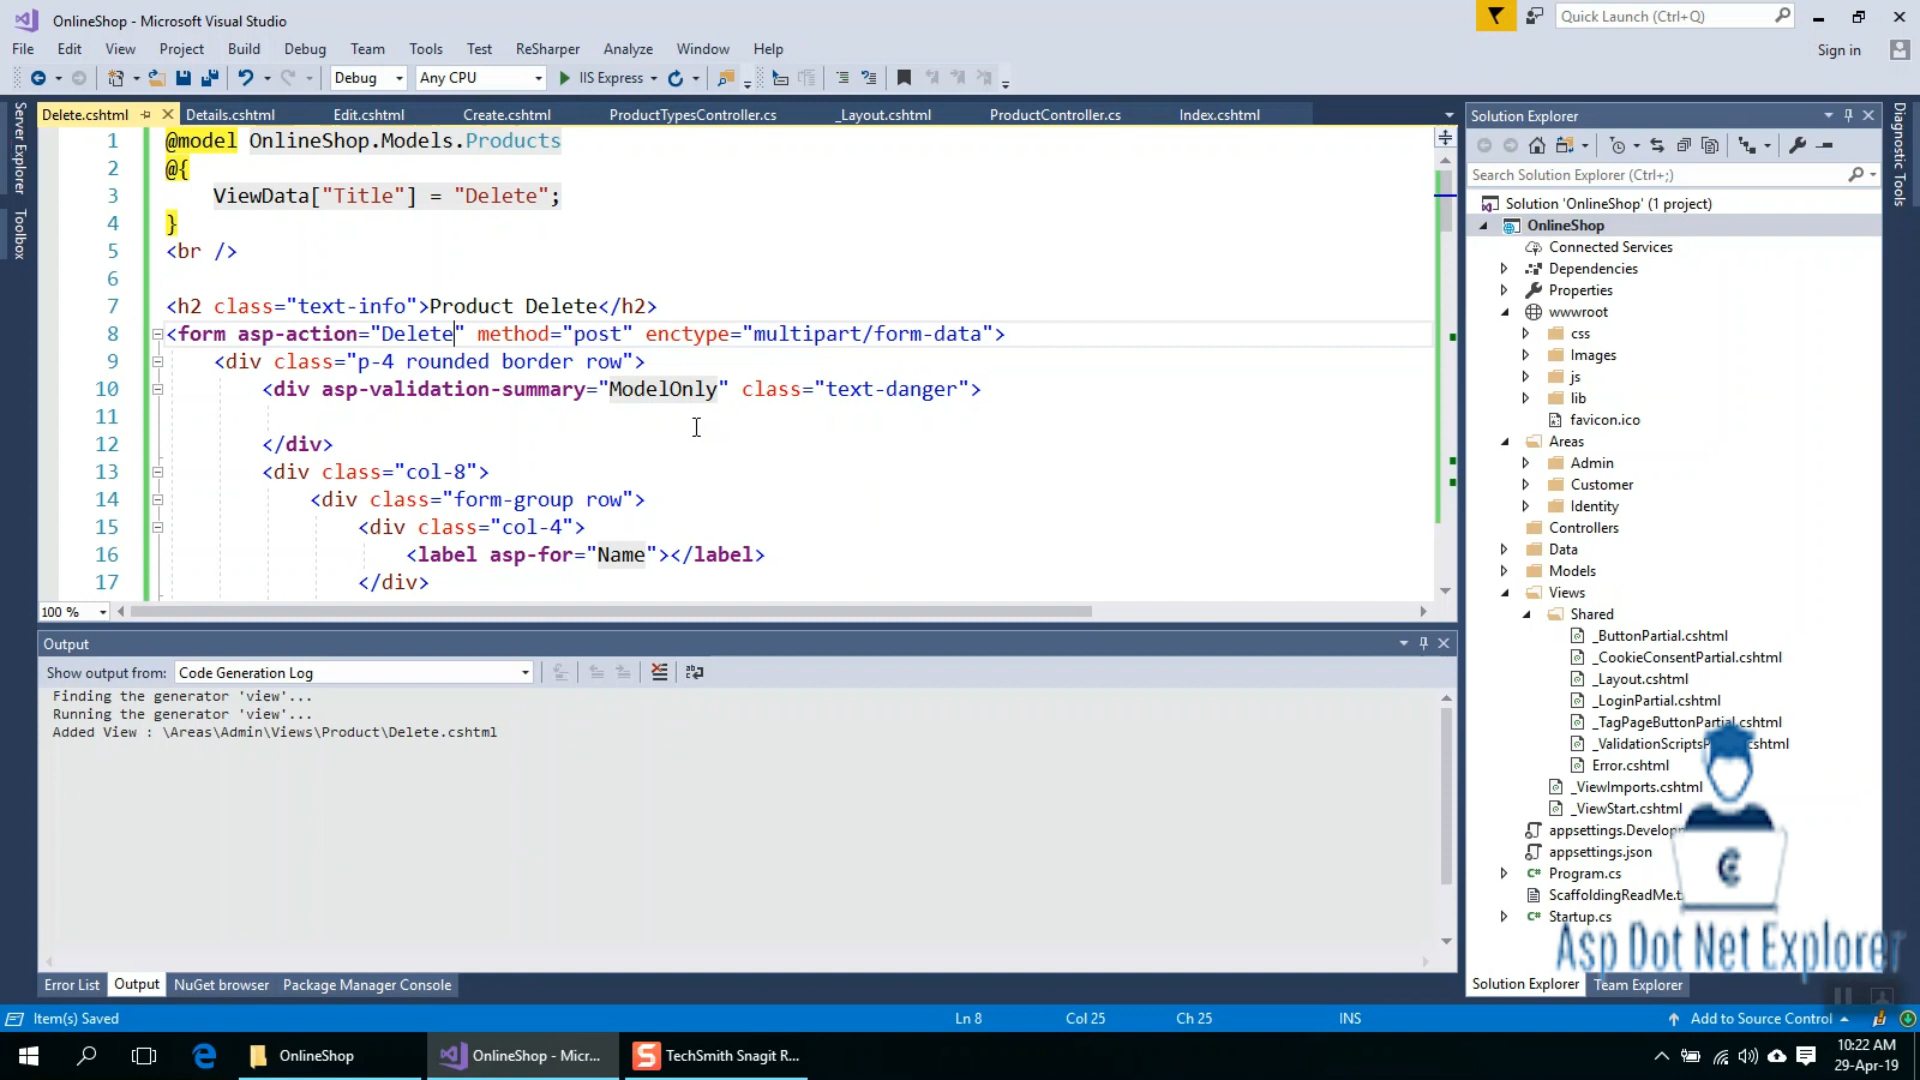 OnlineShop - Microsoft Visual Studio
Quick Launch (Ctrl+Q)
File Edit View Project Build Debug Team Tools Test ReSharper Analyze Window Help
Sign in
Debug Any CPU IIS Express
Server Explorer
Toolbox
Delete.cshtml Details.cshtml Edit.cshtml Create.cshtml ProductTypesController.cs _Layout.cshtml ProductController.cs Index.cshtml
1 @model OnlineShop.Models.Products
2 @{
3 ViewData["Title"] = "Delete";
4 }
5 <br />
6
7 <h2 class="text-info">Product Delete</h2>
8 <form asp-action="Delete" method="post" enctype="multipart/form-data">
9 <div class="p-4 rounded border row">
10 <div asp-validation-summary="ModelOnly" class="text-danger">
11
12 </div>
13 <div class="col-8">
14 <div class="form-group row">
15 <div class="col-4">
16 <label asp-for="Name"></label>
17 </div>
100 %
Output
Show output from: Code Generation Log
Finding the generator 'view'...
Running the generator 'view'...
Added View : \Areas\Admin\Views\Product\Delete.cshtml
Error List Output NuGet browser Package Manager Console
Solution Explorer
Search Solution Explorer (Ctrl+;)
Solution 'OnlineShop' (1 project)
OnlineShop
Connected Services
Dependencies
Properties
wwwroot
css
Images
js
lib
favicon.ico
Areas
Admin
Customer
Identity
Controllers
Data
Models
Views
Shared
_ButtonPartial.cshtml
_CookieConsentPartial.cshtml
_Layout.cshtml
_LoginPartial.cshtml
_TagPageButtonPartial.cshtml
_ValidationScriptsP cshtml
Error.cshtml
_ViewImports.cshtml
_ViewStart.cshtml
appsettings.Develop
appsettings.json
Program.cs
ScaffoldingReadMe.t
Startup.cs
Asp Dot Net Explorer
Solution Explorer Team Explorer
Diagnostic Tools
Item(s) Saved Ln 8 Col 25 Ch 25 INS Add to Source Control
OnlineShop OnlineShop - Micr... TechSmith Snagit R...
10:22 AM
29-Apr-19